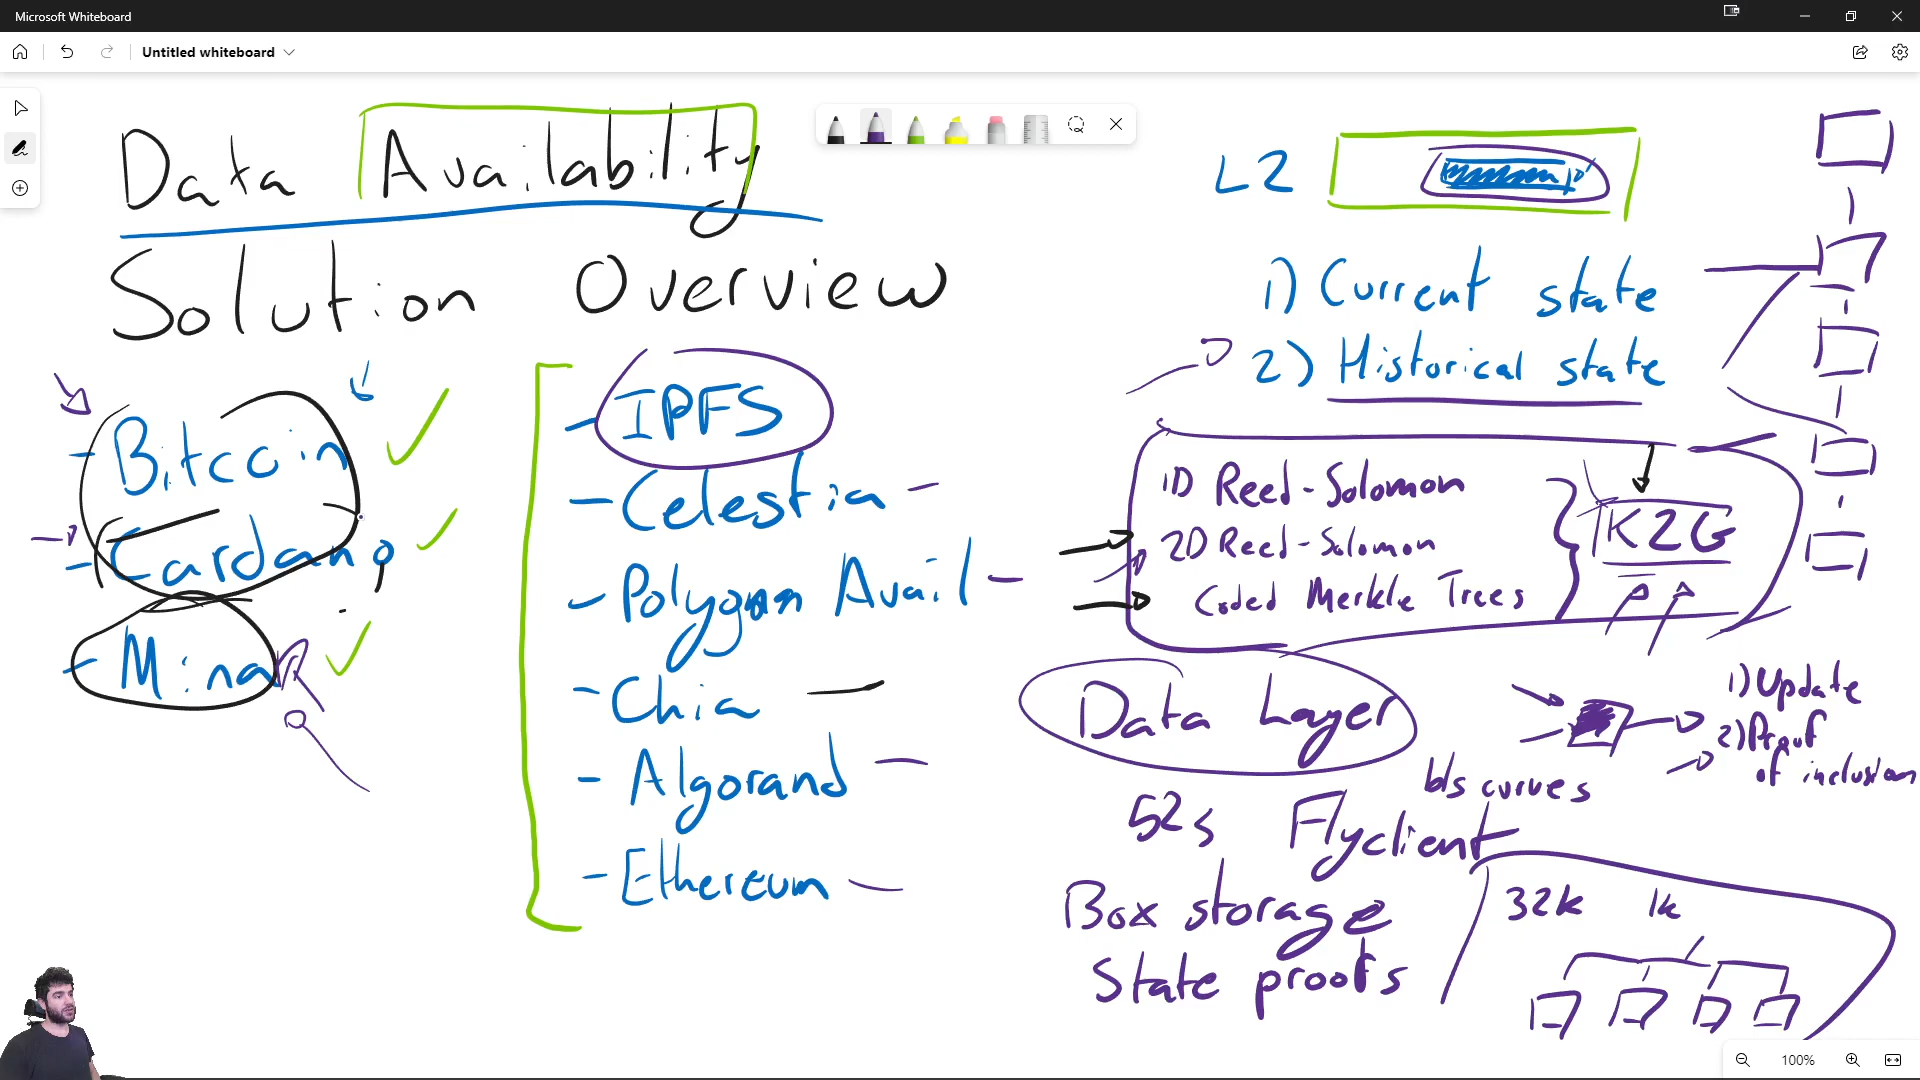 Microsoft Whiteboard
Untitled whiteboard
Data Availability
Solution Overview
- Bitcoin
- Cardano,
- Mina
- IPFS
- Celestia -
- Polygon Avail -
- Chia -
- Algorand -
- Ethereum -
L2
1) Current state
2) Historical state
1D Reed-Solomon
2D Reed-Solomon
Coded Merkle Trees
KZG
Data Layer
1) Update
2) Proof
of inclusion
bls curves
52s Flyclient
Box storage
State proofs
32k 1k
100%